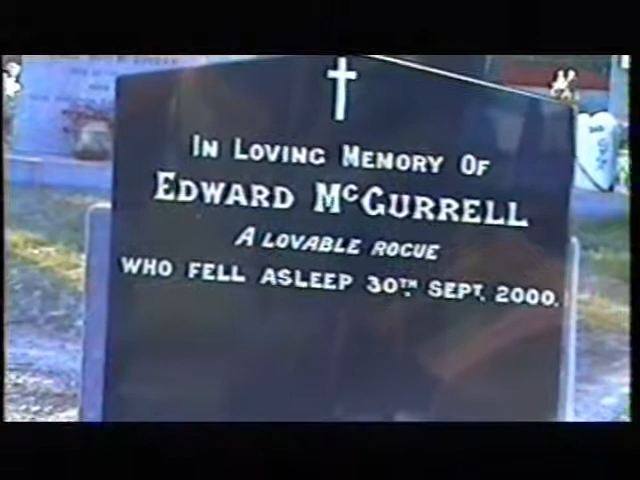 IN LOVING MEMORY OF
EDWARD MCGURRELL
A LOVABLE ROGUE
WHO FELL ASLEEP 30TH. SEPT. 2000.